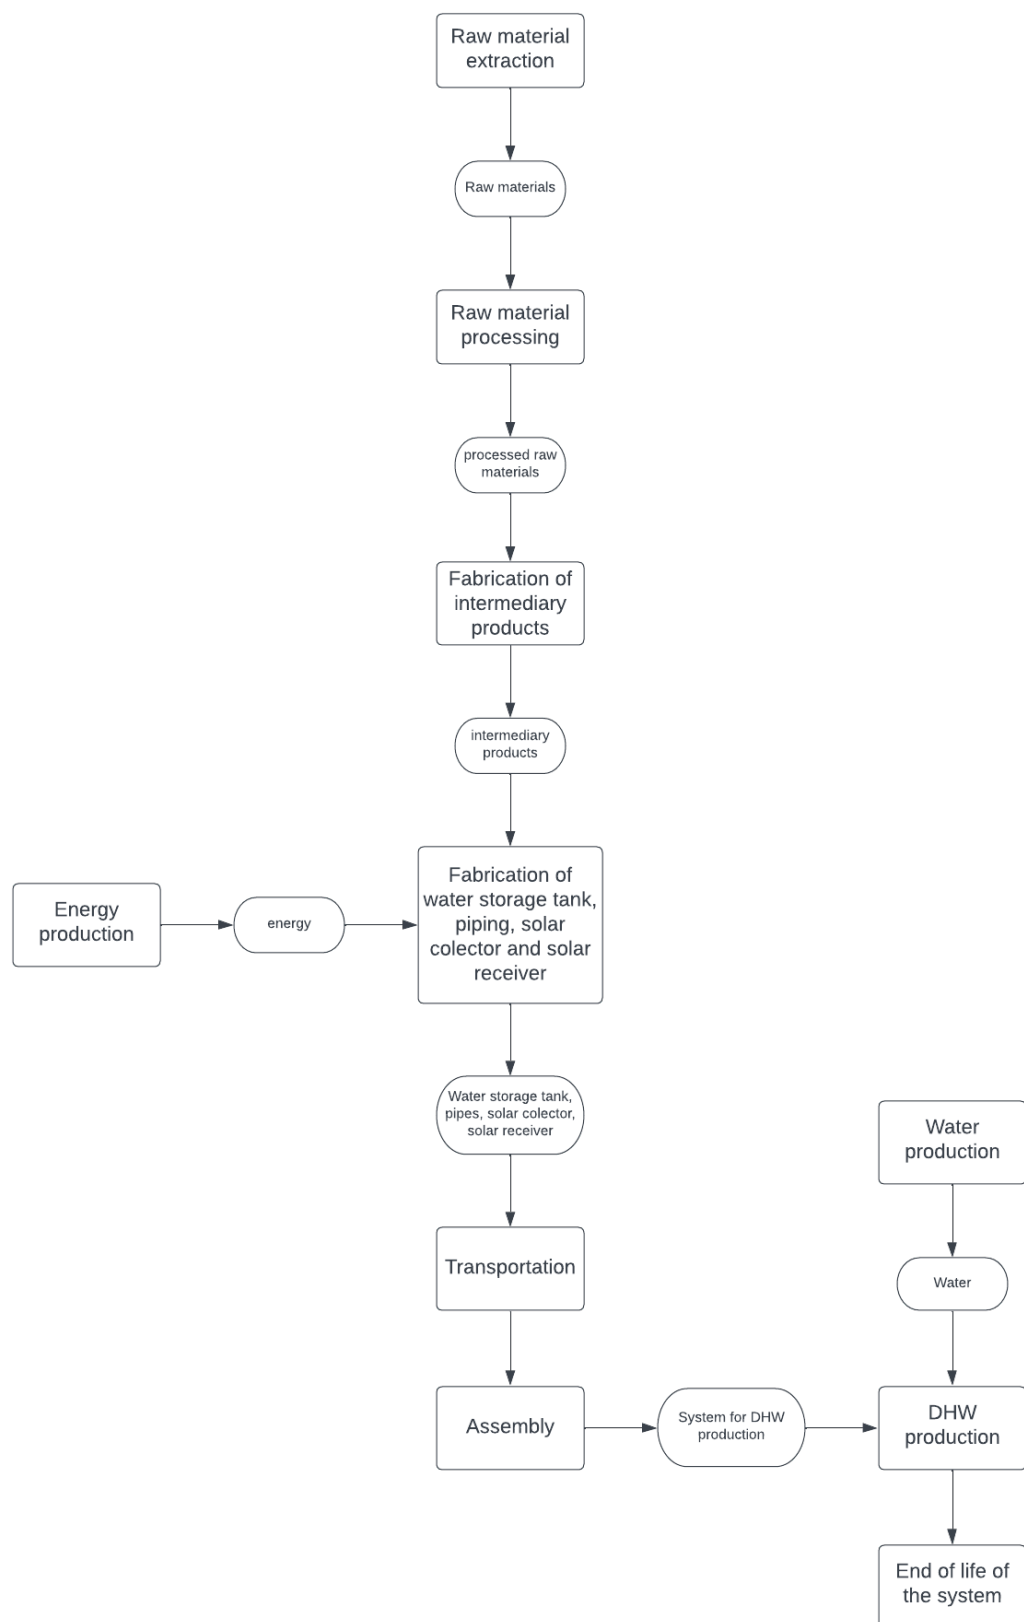 Raw material
extraction
Raw materials
Raw material
processing
processed raw
materials
Fabrication of
intermediary
products
intermediary
products
Energy
production
energy
Fabrication of
water storage tank,
piping, solar
colector and solar
receiver
Water storage tank,
pipes, solar colector,
solar receiver
Water
production
Transportation
Water
Assembly
System for DHW
production
DHW
production
End of life of
the system